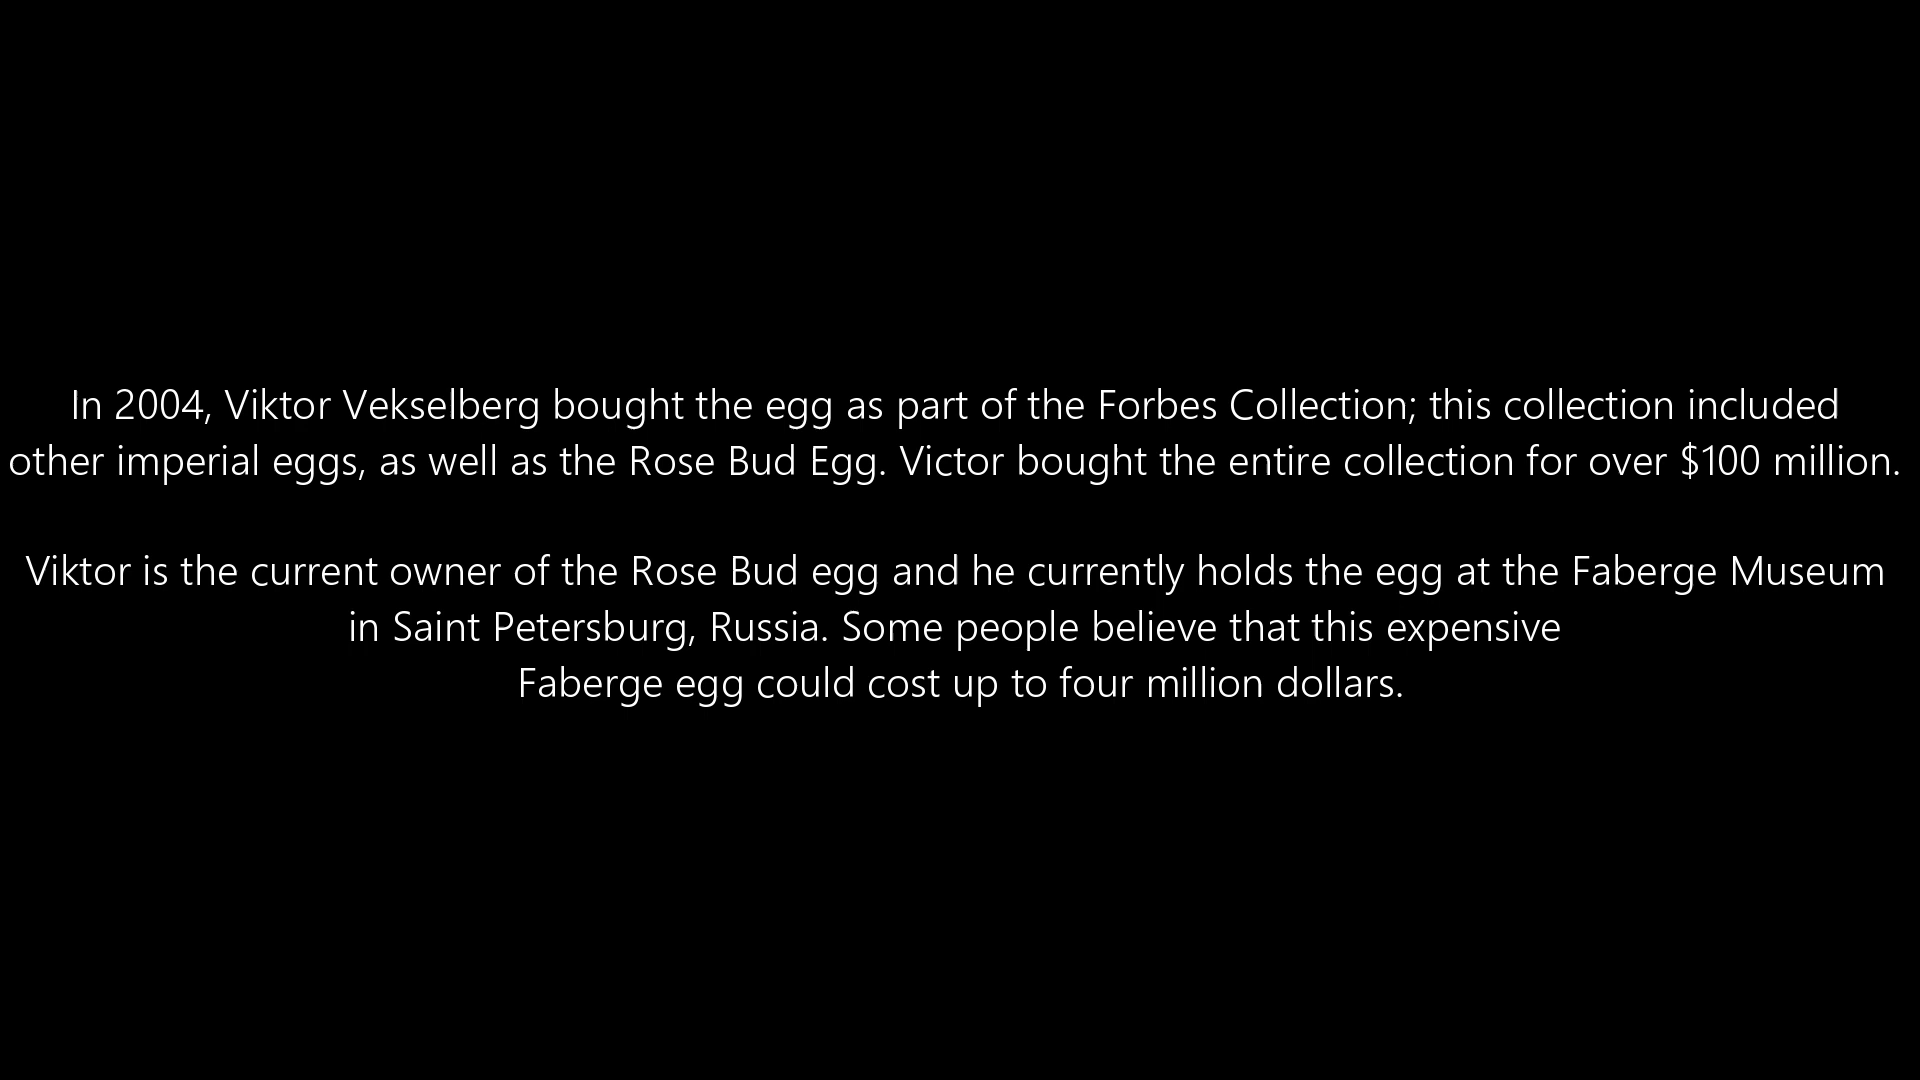 In 2004, Viktor Vekselberg bought the egg as part of the Forbes Collection; this collection included
other imperial eggs, as well as the Rose Bud Egg. Victor bought the entire collection for over $100 million.
Viktor is the current owner of the Rose Bud egg and he currently holds the egg at the Faberge Museum
in Saint Petersburg, Russia. Some people believe that this expensive
Faberge egg could cost up to four million dollars.